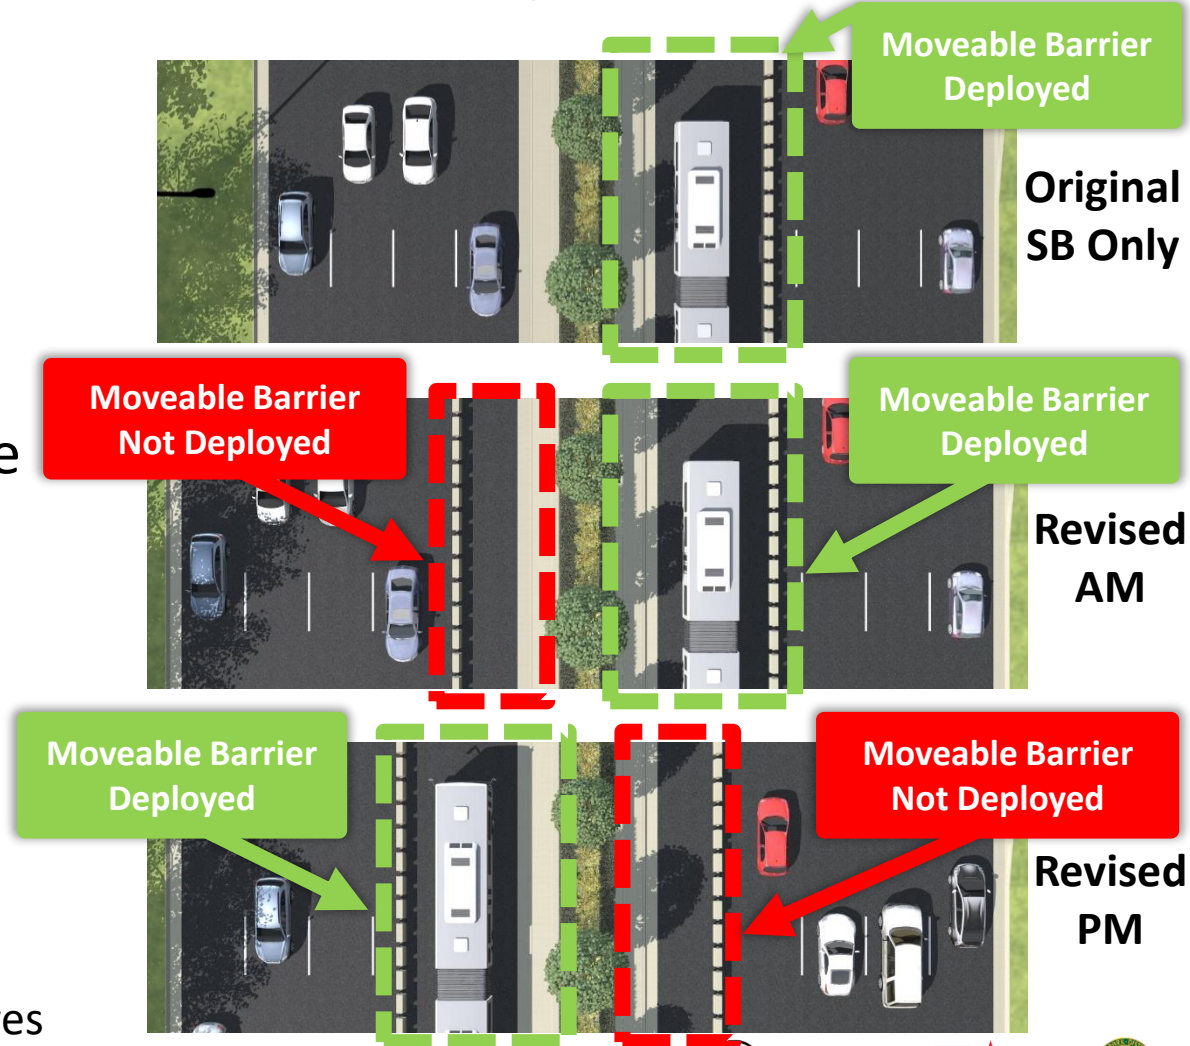 Moveable Barrier
Deployed
Original
SB Only
Moveable Barrier
Not Deployed
Moveable Barrier
Deployed
e
Revised
AM
Moveable Barrier
Deployed
Moveable Barrier
Not Deployed
Revised
PM
es